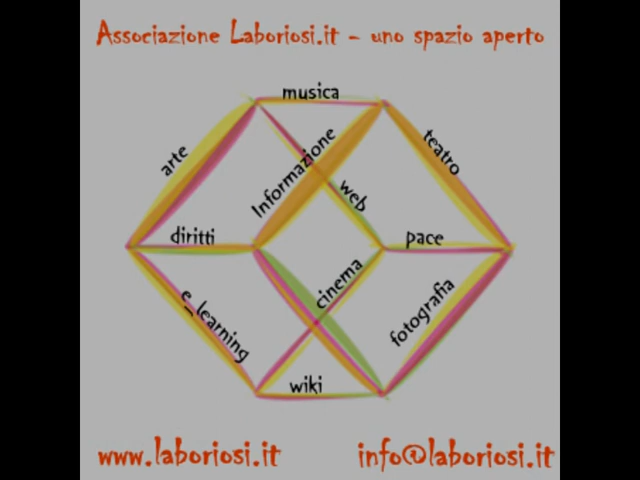 Associazione Laboriosi.it - uno spazio aperto
musica
arte
Informazione
teatro
web
diritti
pace
e_learning
cinema
fotografia
wiki
www.laboriosi.it
info@laboriosi.it